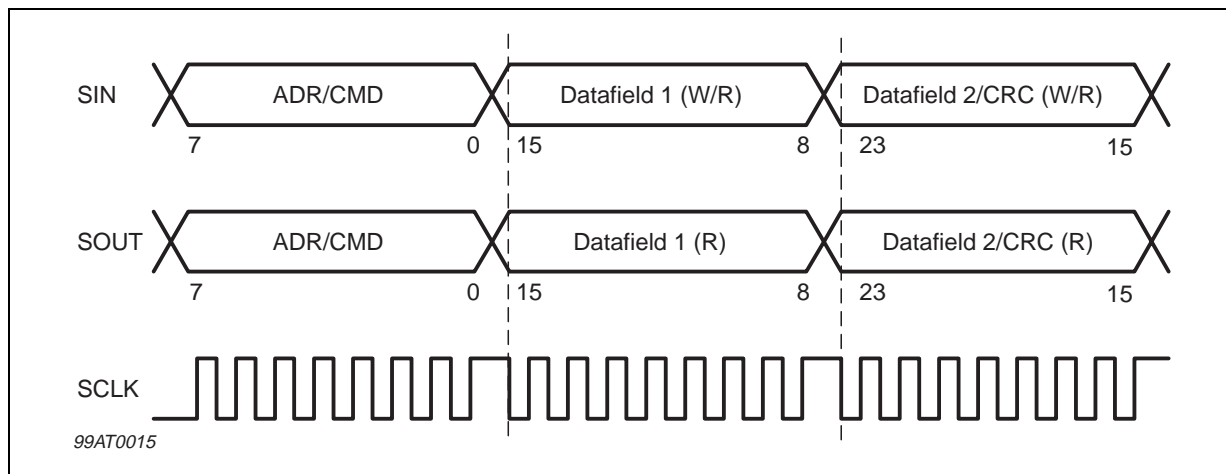 SIN
ADR/CMD
Datafield 1 (W/R)
Datafield 2/CRC (W/R)
7
0
15
8
23
15
SOUT
ADR/CMD
Datafield 1 (R)
Datafield 2/CRC (R)
7
0
15
8
23
15
SCLK
99AT0015